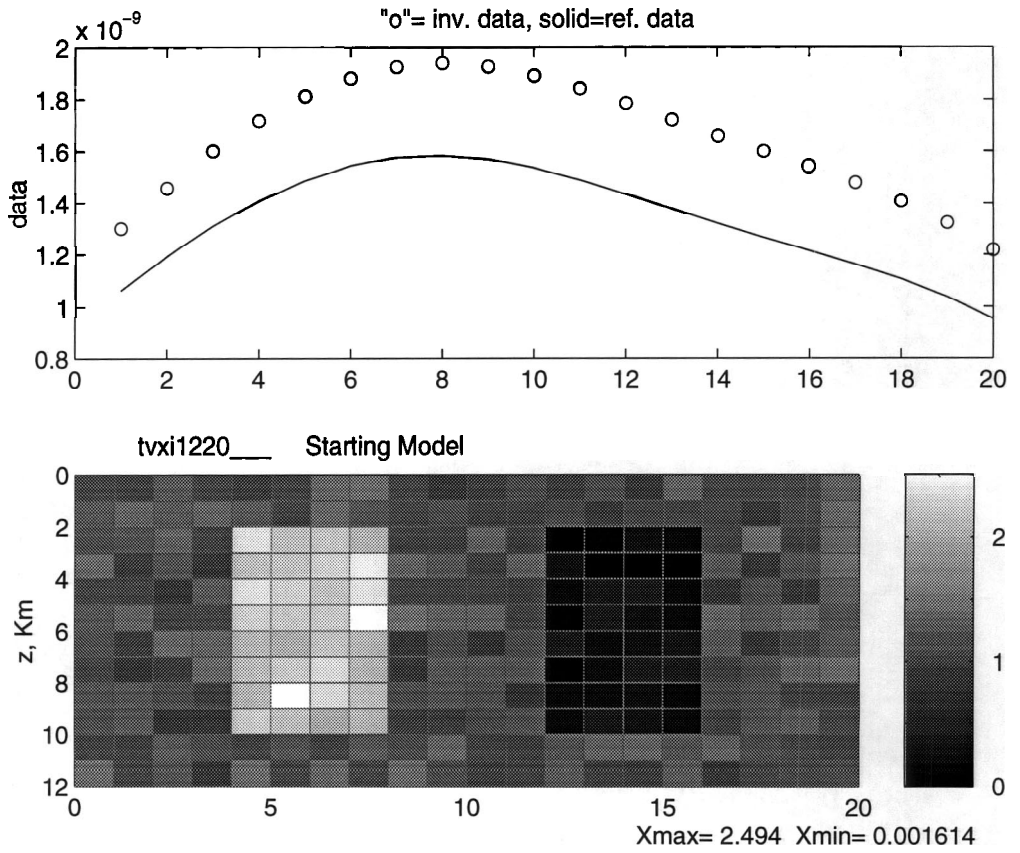 "o"= inv. data, solid=ref. data
x 10^-9
2
1.8
1.6
1.4
1.2
1
0.8
data
0 2 4 6 8 10 12 14 16 18 20
tvxi1220___ Starting Model
0
2
4
6
8
10
12
z, Km
0 5 10 15 20
2
1
0
Xmax= 2.494 Xmin= 0.001614